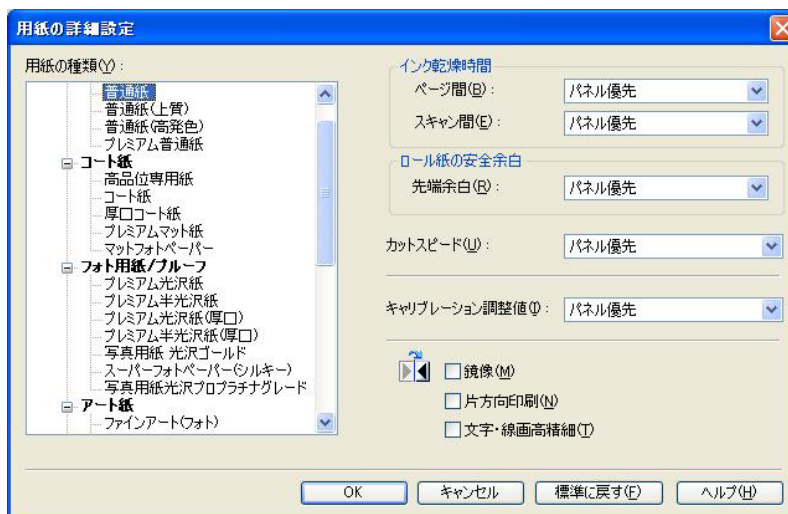 用紙の詳細設定
用紙の種類(Y):
普通紙
普通紙(上質)
普通紙(高発色)
プレミアム普通紙
コート紙
高品位専用紙
コート紙
厚口コート紙
プレミアムマット紙
マットフォトペーパー
フォト用紙/プルーフ
プレミアム光沢紙
プレミアム半光沢紙
プレミアム光沢紙(厚口)
プレミアム半光沢紙(厚口)
写真用紙 光沢ゴールド
スーパーフォトペーパー(シルキー)
写真用紙光沢プロプラチナグレード
アート紙
ファインアート(フォト)
インク乾燥時間
ページ間(B): パネル優先
スキャン間(E): パネル優先
ロール紙の安全余白
先端余白(R): パネル優先
カットスピード(U): パネル優先
キャリブレーション調整値(I): パネル優先
鏡像(M)
片方向印刷(N)
文字・線画高精細(T)
OK キャンセル 標準に戻す(F) ヘルプ(H)